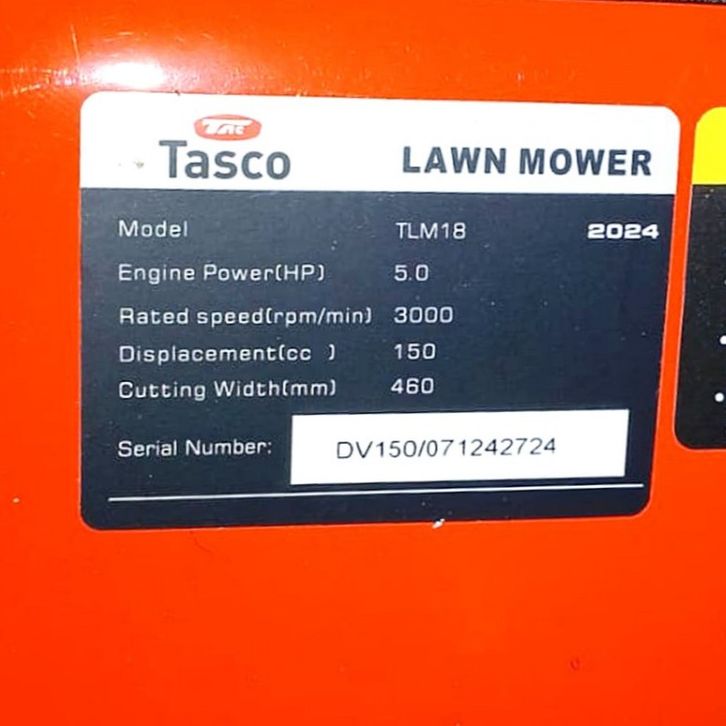 TAC
Tasco LAWN MOWER
Model TLM18 2024
Engine Power(HP) 5.0
Rated speed(rpm/min) 3000
Displacement(cc ) 150
Cutting Width(mm) 460
Serial Number: DV150/071242724